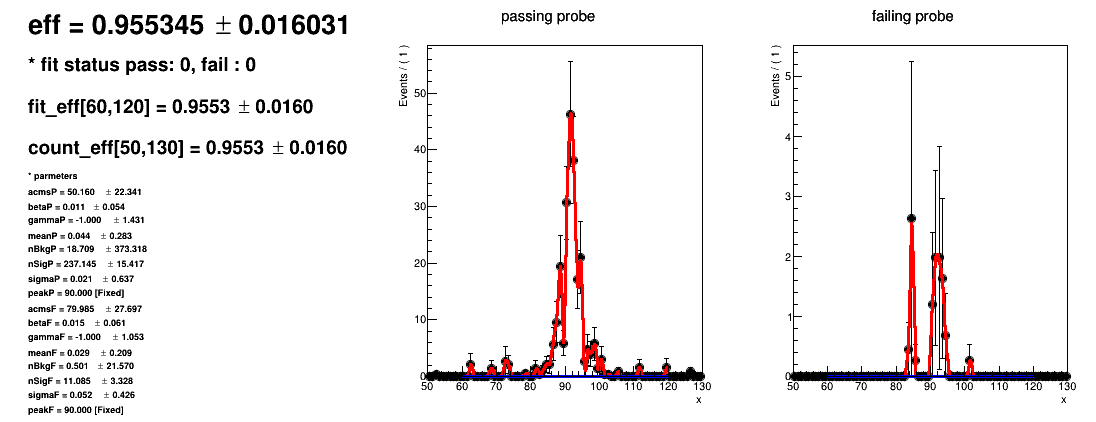 eff = 0.955345 ± 0.016031
* fit status pass: 0, fail : 0
fit_eff[60,120] = 0.9553 ± 0.0160
count_eff[50,130] = 0.9553 ± 0.0160
* parmeters
acmsP = 50.160 ± 22.341
betaP = 0.011 ± 0.054
gammaP = -1.000 ± 1.431
meanP = 0.044 ± 0.283
nBkgP = 18.709 ± 373.318
nSigP = 237.145 ± 15.417
sigmaP = 0.021 ± 0.637
peakP = 90.000 [Fixed]
acmsF = 79.985 ± 27.697
betaF = 0.015 ± 0.061
gammaF = -1.000 ± 1.053
meanF = 0.029 ± 0.209
nBkgF = 0.501 ± 21.570
nSigF = 11.085 ± 3.328
sigmaF = 0.052 ± 0.426
peakF = 90.000 [Fixed]
passing probe
Events / ( 1 )
50
40
30
20
10
0
50 60 70 80 90 100 110 120 130
x
failing probe
Events / ( 1 )
5
4
3
2
1
0
50 60 70 80 90 100 110 120 130
x